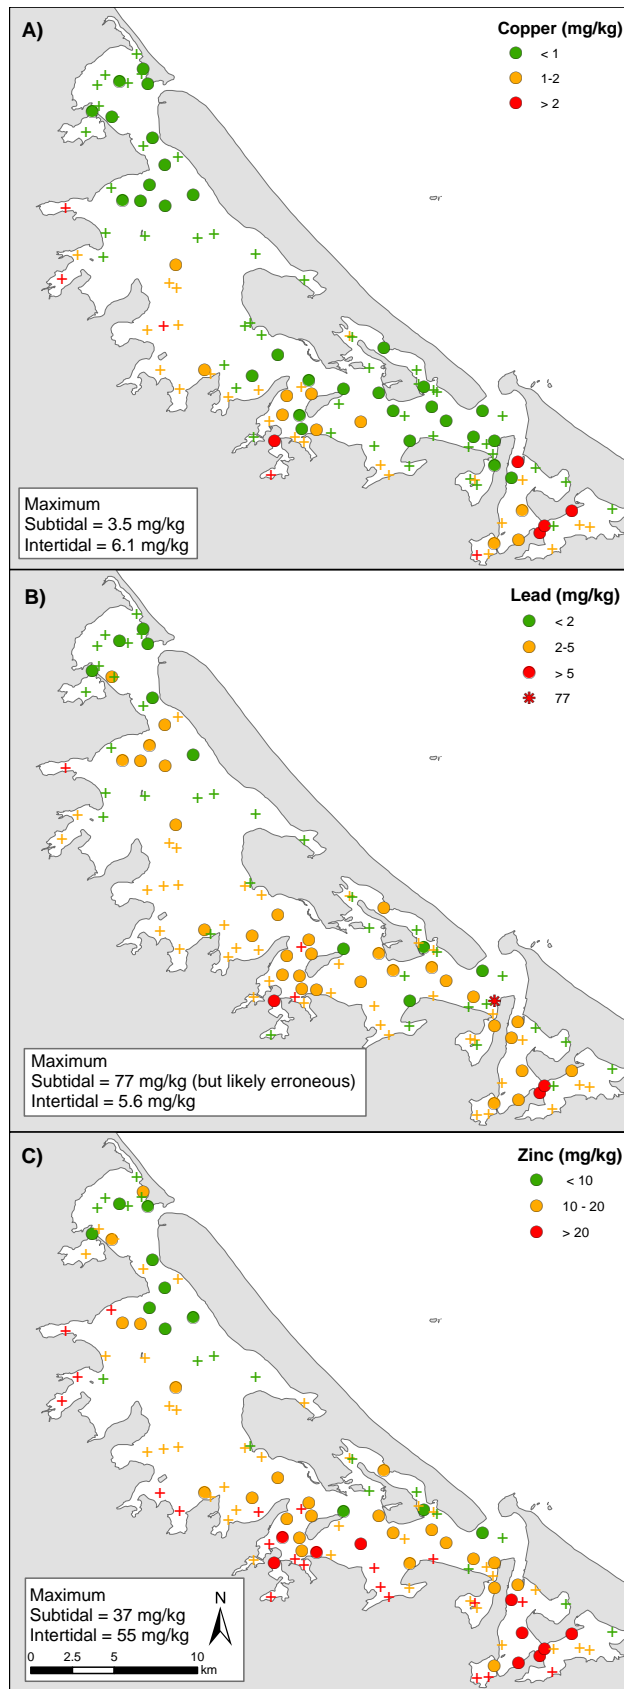 A)
Copper (mg/kg)
< 1
1-2
> 2
Maximum
Subtidal = 3.5 mg/kg
Intertidal = 6.1 mg/kg
B)
Lead (mg/kg)
< 2
2-5
> 5
77
Maximum
Subtidal = 77 mg/kg (but likely erroneous)
Intertidal = 5.6 mg/kg
C)
Zinc (mg/kg)
< 10
10 - 20
> 20
Maximum
Subtidal = 37 mg/kg
Intertidal = 55 mg/kg
N
0 2.5 5 10
km